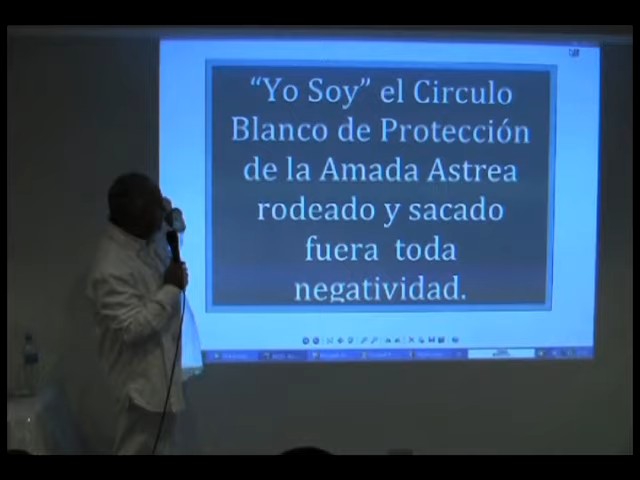 “Yo Soy” el Circulo
Blanco de Protección
de la Amada Astrea
rodeado y sacado
fuera toda
negatividad.